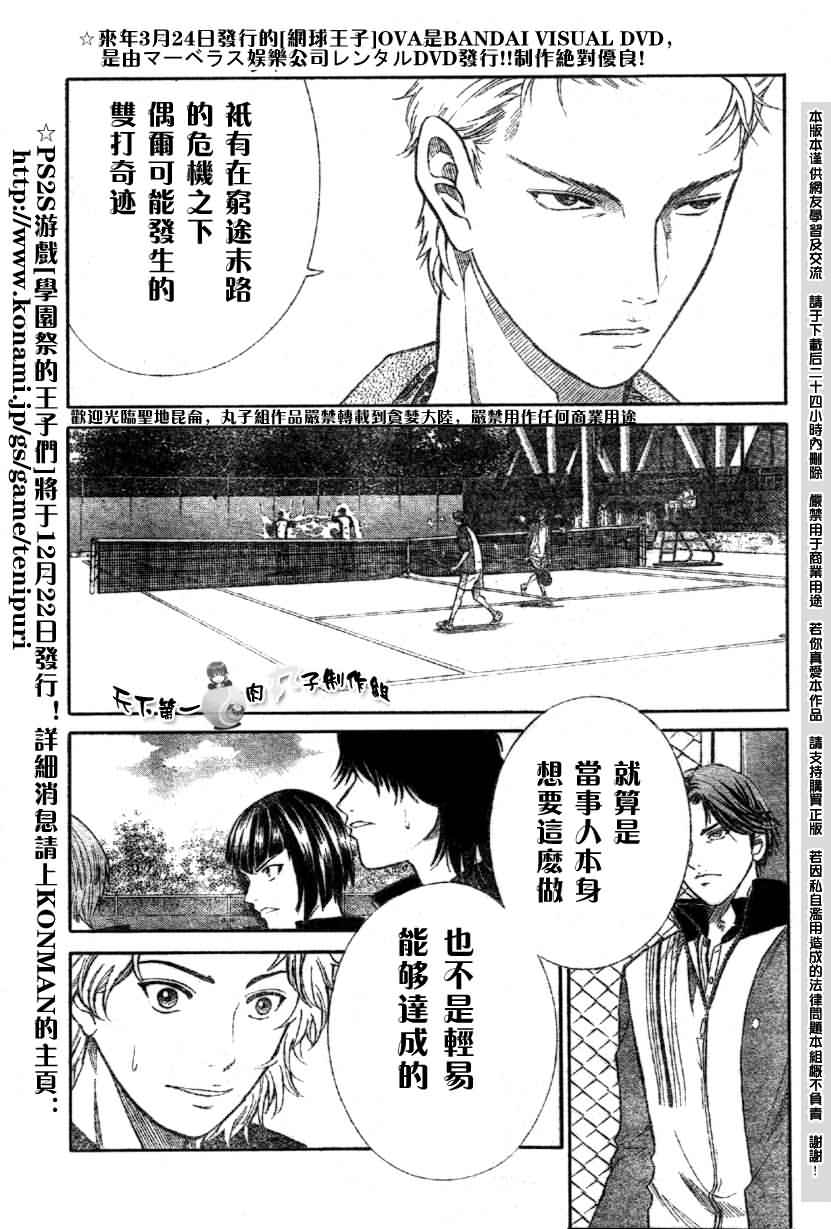 ☆來年3月24日發行的[網球王子]OVA是BANDAI VISUAL DVD,
是由マーベラス娛樂公司レンタルDVD發行!!制作絕對優良!
衹有在窮途末路
的危機之下
偶爾可能發生的
雙打奇迹
歡迎光臨聖地昆侖，丸子組作品嚴禁轉載到貪婪大陸，嚴禁用作任何商業用途
天下第一肉丸子制作組
就算是
當事人本身
想要這麽做
也不是輕易
能够達成的
☆PS2S游戲[學園祭的王子們]將于12月22日發行！詳細消息請上KONMAN的主頁:
http://www.konami.jp/gs/game/tenipuri
本版本僅供網友學習及交流 請于下載后二十四小時內刪除 嚴禁用于商業用途 若你真愛本作品 請支持購買正版 若因私自濫用造成的法律問題本組概不負責 謝謝！